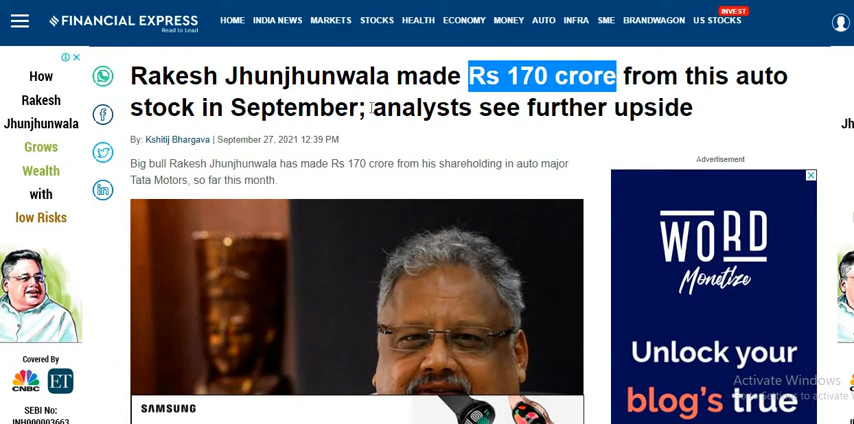 FINANCIAL EXPRESS
Read to Lead
HOME INDIA NEWS MARKETS STOCKS HEALTH ECONOMY MONEY AUTO INFRA SME BRANDWAGON US STOCKS
INVEST
How
Rakesh
Jhunjhunwala
Grows
Wealth
with
low Risks
Covered By
CNBC
ET
SEBI No:
INH000003663
Rakesh Jhunjhunwala made Rs 170 crore from this auto
stock in September; analysts see further upside
By: Kshitij Bhargava | September 27, 2021 12:39 PM
Big bull Rakesh Jhunjhunwala has made Rs 170 crore from his shareholding in auto major
Tata Motors, so far this month.
SAMSUNG
Advertisement
WORD
Monetize
Unlock your
blog's true
Activate Windows
to activate
Jh